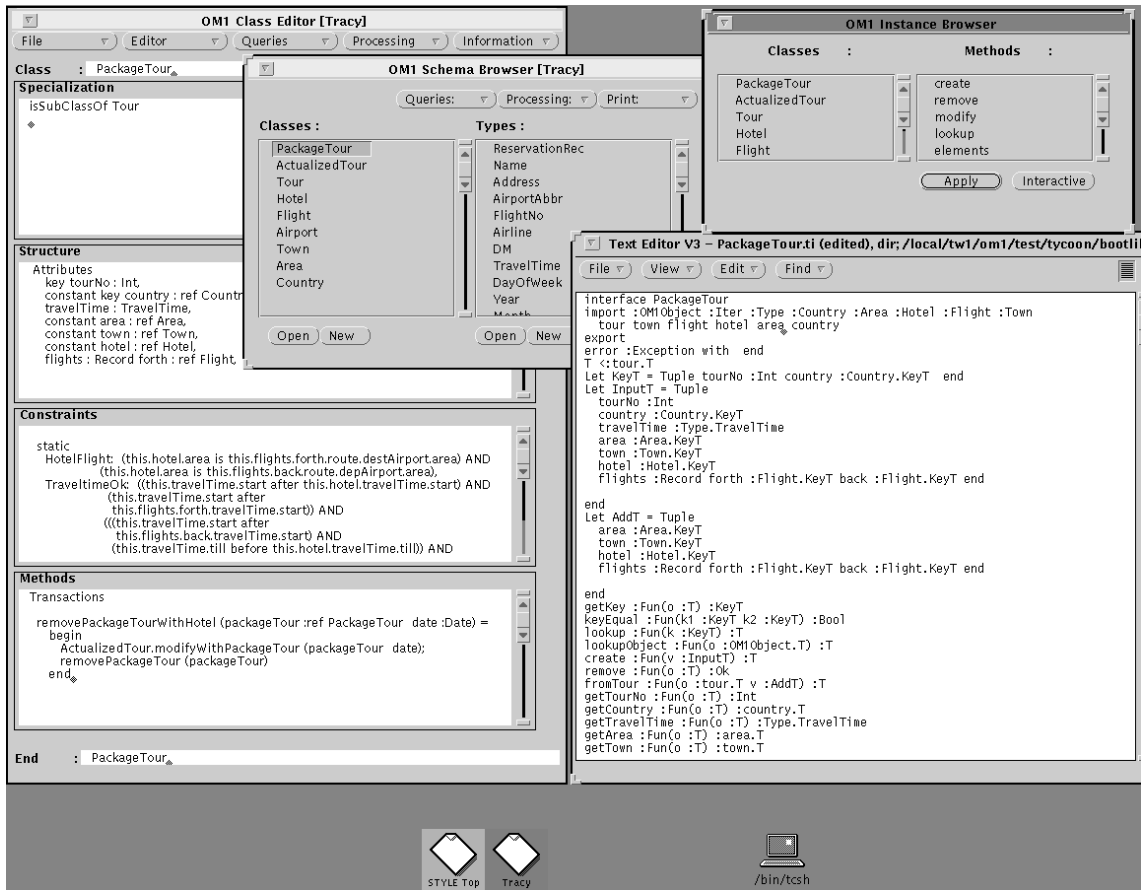 OM1 Class Editor [Tracy]
File Editor Queries Processing Information
Class : PackageTour
Specialization
isSubClassOf Tour
Structure
Attributes
key tourNo : Int,
constant key country : ref Countr
travelTime : TravelTime,
constant area : ref Area,
constant town : ref Town,
constant hotel : ref Hotel,
flights : Record forth : ref Flight,
Constraints
static
HotelFlight: (this.hotel.area is this.flights.forth.route.destAirport.area) AND
(this.hotel.area is this.flights.back.route.depAirport.area),
TraveltimeOk: ((this.travelTime.start after this.hotel.travelTime.start) AND
(this.travelTime.start after
this.flights.forth.travelTime.start)) AND
(((this.travelTime.start after
this.flights.back.travelTime.start) AND
(this.travelTime.till before this.hotel.travelTime.till)) AND
Methods
Transactions
removePackageTourWithHotel (packageTour :ref PackageTour date :Date) =
begin
ActualizedTour.modifyWithPackageTour (packageTour date);
removePackageTour (packageTour)
end
End : PackageTour
OM1 Schema Browser [Tracy]
Queries: Processing: Print:
Classes : Types :
PackageTour ReservationRec
ActualizedTour Name
Tour Address
Hotel AirportAbbr
Flight FlightNo
Airport Airline
Town DM
Area TravelTime
Country DayOfWeek
Year
Month
Open New Open New
OM1 Instance Browser
Classes : Methods :
PackageTour create
ActualizedTour remove
Tour modify
Hotel lookup
Flight elements
Apply Interactive
Text Editor V3 – PackageTour.ti (edited), dir; /local/tw1/om1/test/tycoon/bootlil
File View Edit Find
interface PackageTour
import :OM1Object :Iter :Type :Country :Area :Hotel :Flight :Town
tour town flight hotel area country
export
error :Exception with end
T <:tour.T
Let KeyT = Tuple tourNo :Int country :Country.KeyT end
Let InputT = Tuple
tourNo :Int
country :Country.KeyT
travelTime :Type.TravelTime
area :Area.KeyT
town :Town.KeyT
hotel :Hotel.KeyT
flights :Record forth :Flight.KeyT back :Flight.KeyT end
end
Let AddT = Tuple
area :Area.KeyT
town :Town.KeyT
hotel :Hotel.KeyT
flights :Record forth :Flight.KeyT back :Flight.KeyT end
end
getKey :Fun(o :T) :KeyT
keyEqual :Fun(k1 :KeyT k2 :KeyT) :Bool
lookup :Fun(k :KeyT) :T
lookupObject :Fun(o :OM1Object.T) :T
create :Fun(v :InputT) :T
remove :Fun(o :T) :Ok
fromTour :Fun(o :tour.T v :AddT) :T
getTourNo :Fun(o :T) :Int
getCountry :Fun(o :T) :country.T
getTravelTime :Fun(o :T) :Type.TravelTime
getArea :Fun(o :T) :area.T
getTown :Fun(o :T) :town.T
STYLE Top Tracy /bin/tcsh